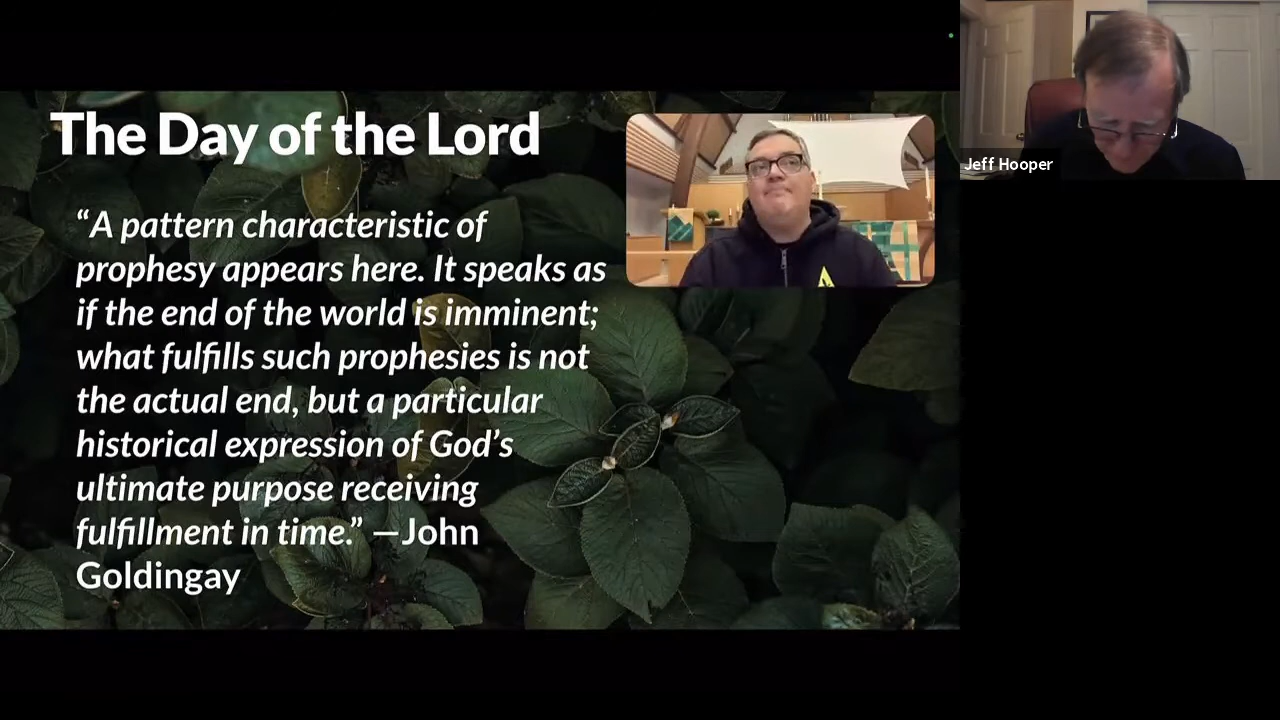 The Day of the Lord
“A pattern characteristic of
prophesy appears here. It speaks as
if the end of the world is imminent;
what fulfills such prophesies is not
the actual end, but a particular
historical expression of God’s
ultimate purpose receiving
fulfillment in time.” —John
Goldingay
Jeff Hooper